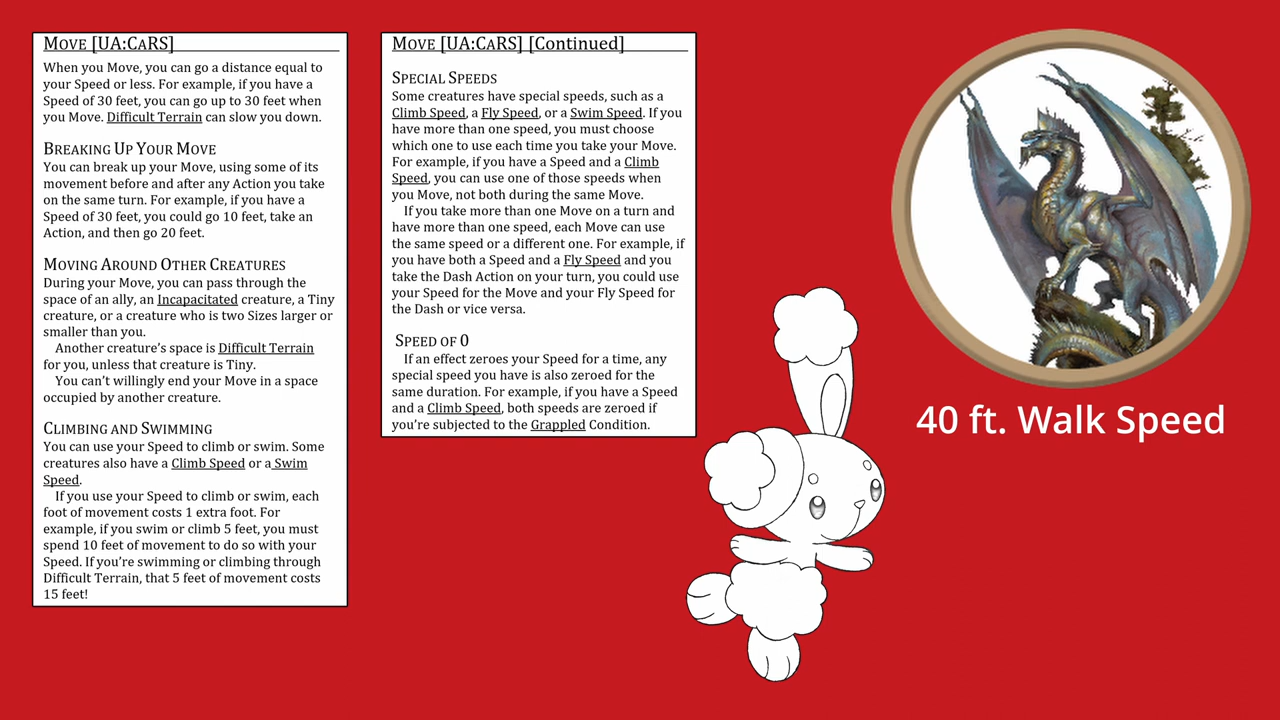 MOVE [UA:CARS]
When you Move, you can go a distance equal to
your Speed or less. For example, if you have a
Speed of 30 feet, you can go up to 30 feet when
you Move. Difficult Terrain can slow you down.
BREAKING UP YOUR MOVE
You can break up your Move, using some of its
movement before and after any Action you take
on the same turn. For example, if you have a
Speed of 30 feet, you could go 10 feet, take an
Action, and then go 20 feet.
MOVING AROUND OTHER CREATURES
During your Move, you can pass through the
space of an ally, an Incapacitated creature, a Tiny
creature, or a creature who is two Sizes larger or
smaller than you.
Another creature's space is Difficult Terrain
for you, unless that creature is Tiny.
You can't willingly end your Move in a space
occupied by another creature.
CLIMBING AND SWIMMING
You can use your Speed to climb or swim. Some
creatures also have a Climb Speed or a Swim
Speed.
If you use your Speed to climb or swim, each
foot of movement costs 1 extra foot. For
example, if you swim or climb 5 feet, you must
spend 10 feet of movement to do so with your
Speed. If you're swimming or climbing through
Difficult Terrain, that 5 feet of movement costs
15 feet!
MOVE [UA:CARS] [Continued]
SPECIAL SPEEDS
Some creatures have special speeds, such as a
Climb Speed, a Fly Speed, or a Swim Speed. If you
have more than one speed, you must choose
which one to use each time you take your Move.
For example, if you have a Speed and a Climb
Speed, you can use one of those speeds when
you Move, not both during the same Move.
If you take more than one Move on a turn and
have more than one speed, each Move can use
the same speed or a different one. For example, if
you have both a Speed and a Fly Speed and you
take the Dash Action on your turn, you could use
your Speed for the Move and your Fly Speed for
the Dash or vice versa.
SPEED OF 0
If an effect zeroes your Speed for a time, any
special speed you have is also zeroed for the
same duration. For example, if you have a Speed
and a Climb Speed, both speeds are zeroed if
you're subjected to the Grappled Condition.
40 ft. Walk Speed